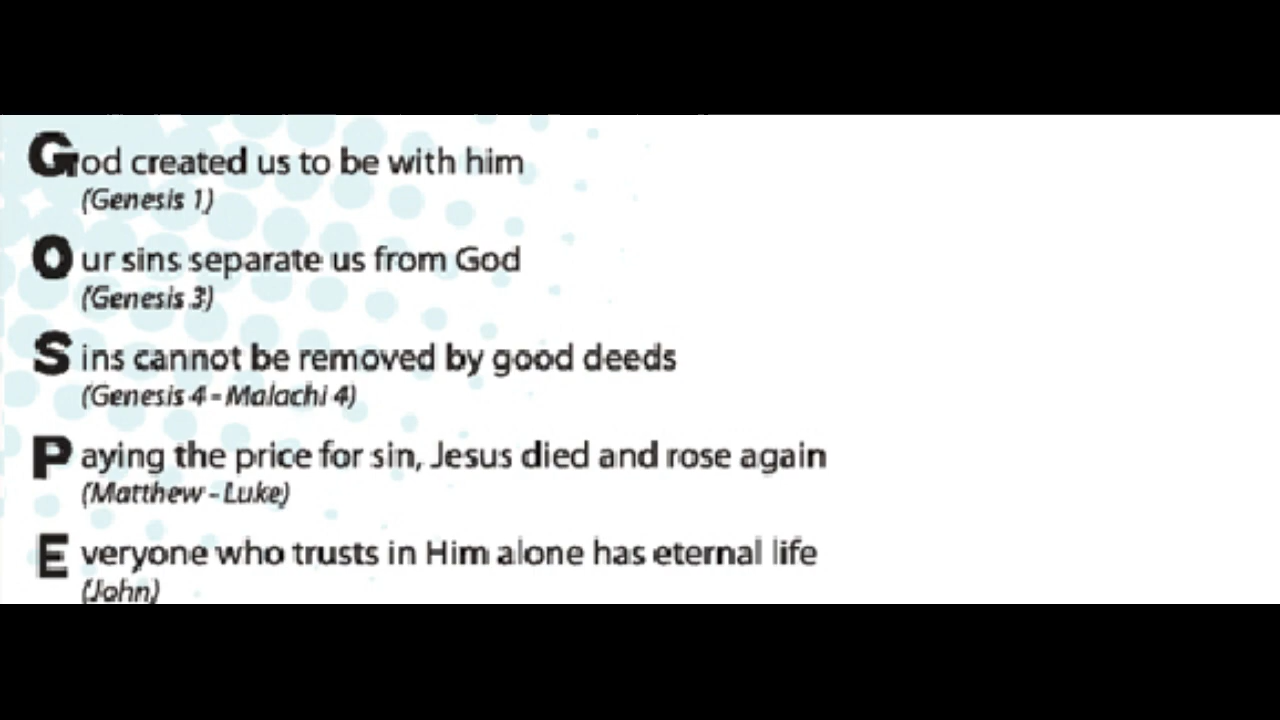 God created us to be with him
(Genesis 1)
Our sins separate us from God
(Genesis 3)
Sins cannot be removed by good deeds
(Genesis 4 - Malachi 4)
Paying the price for sin, Jesus died and rose again
(Matthew - Luke)
Everyone who trusts in Him alone has eternal life
(John)